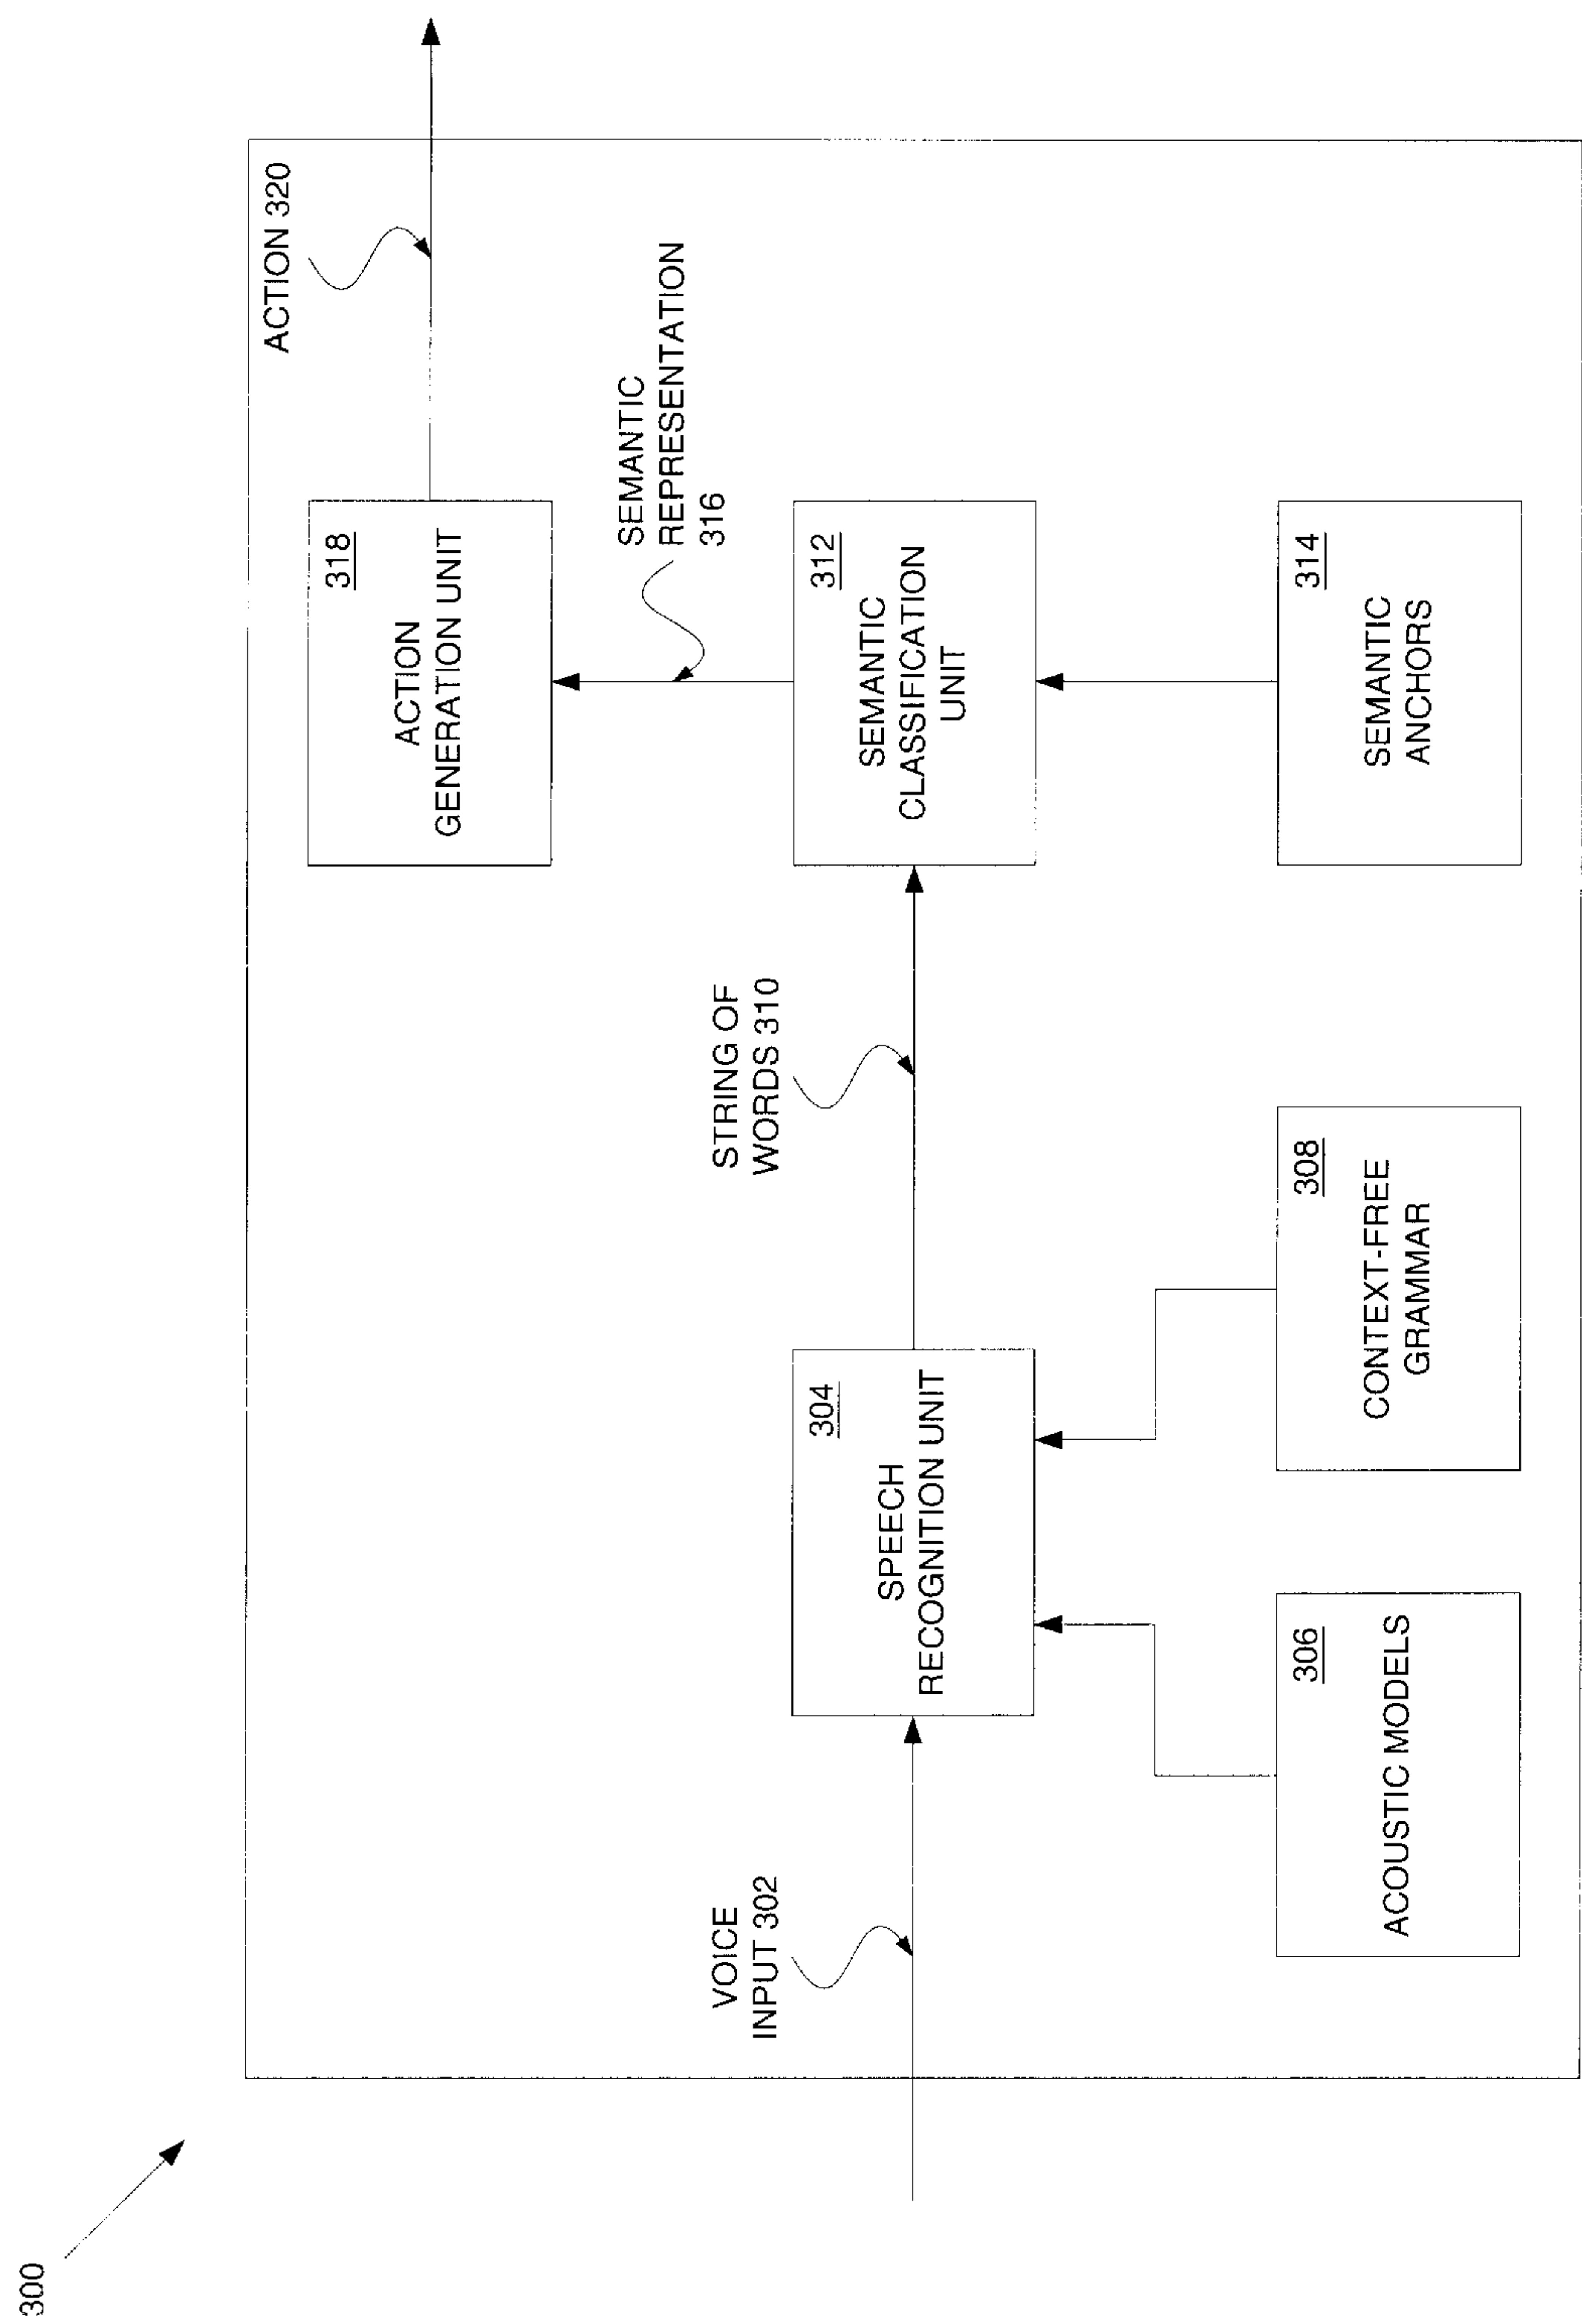 300
ACTION 320
318
ACTION
GENERATION UNIT
SEMANTIC
REPRESENTATION
316
VOICE
INPUT 302
304
SPEECH
RECOGNITION UNIT
STRING OF
WORDS 310
312
SEMANTIC
CLASSIFICATION
UNIT
306
ACOUSTIC MODELS
308
CONTEXT-FREE
GRAMMAR
314
SEMANTIC
ANCHORS